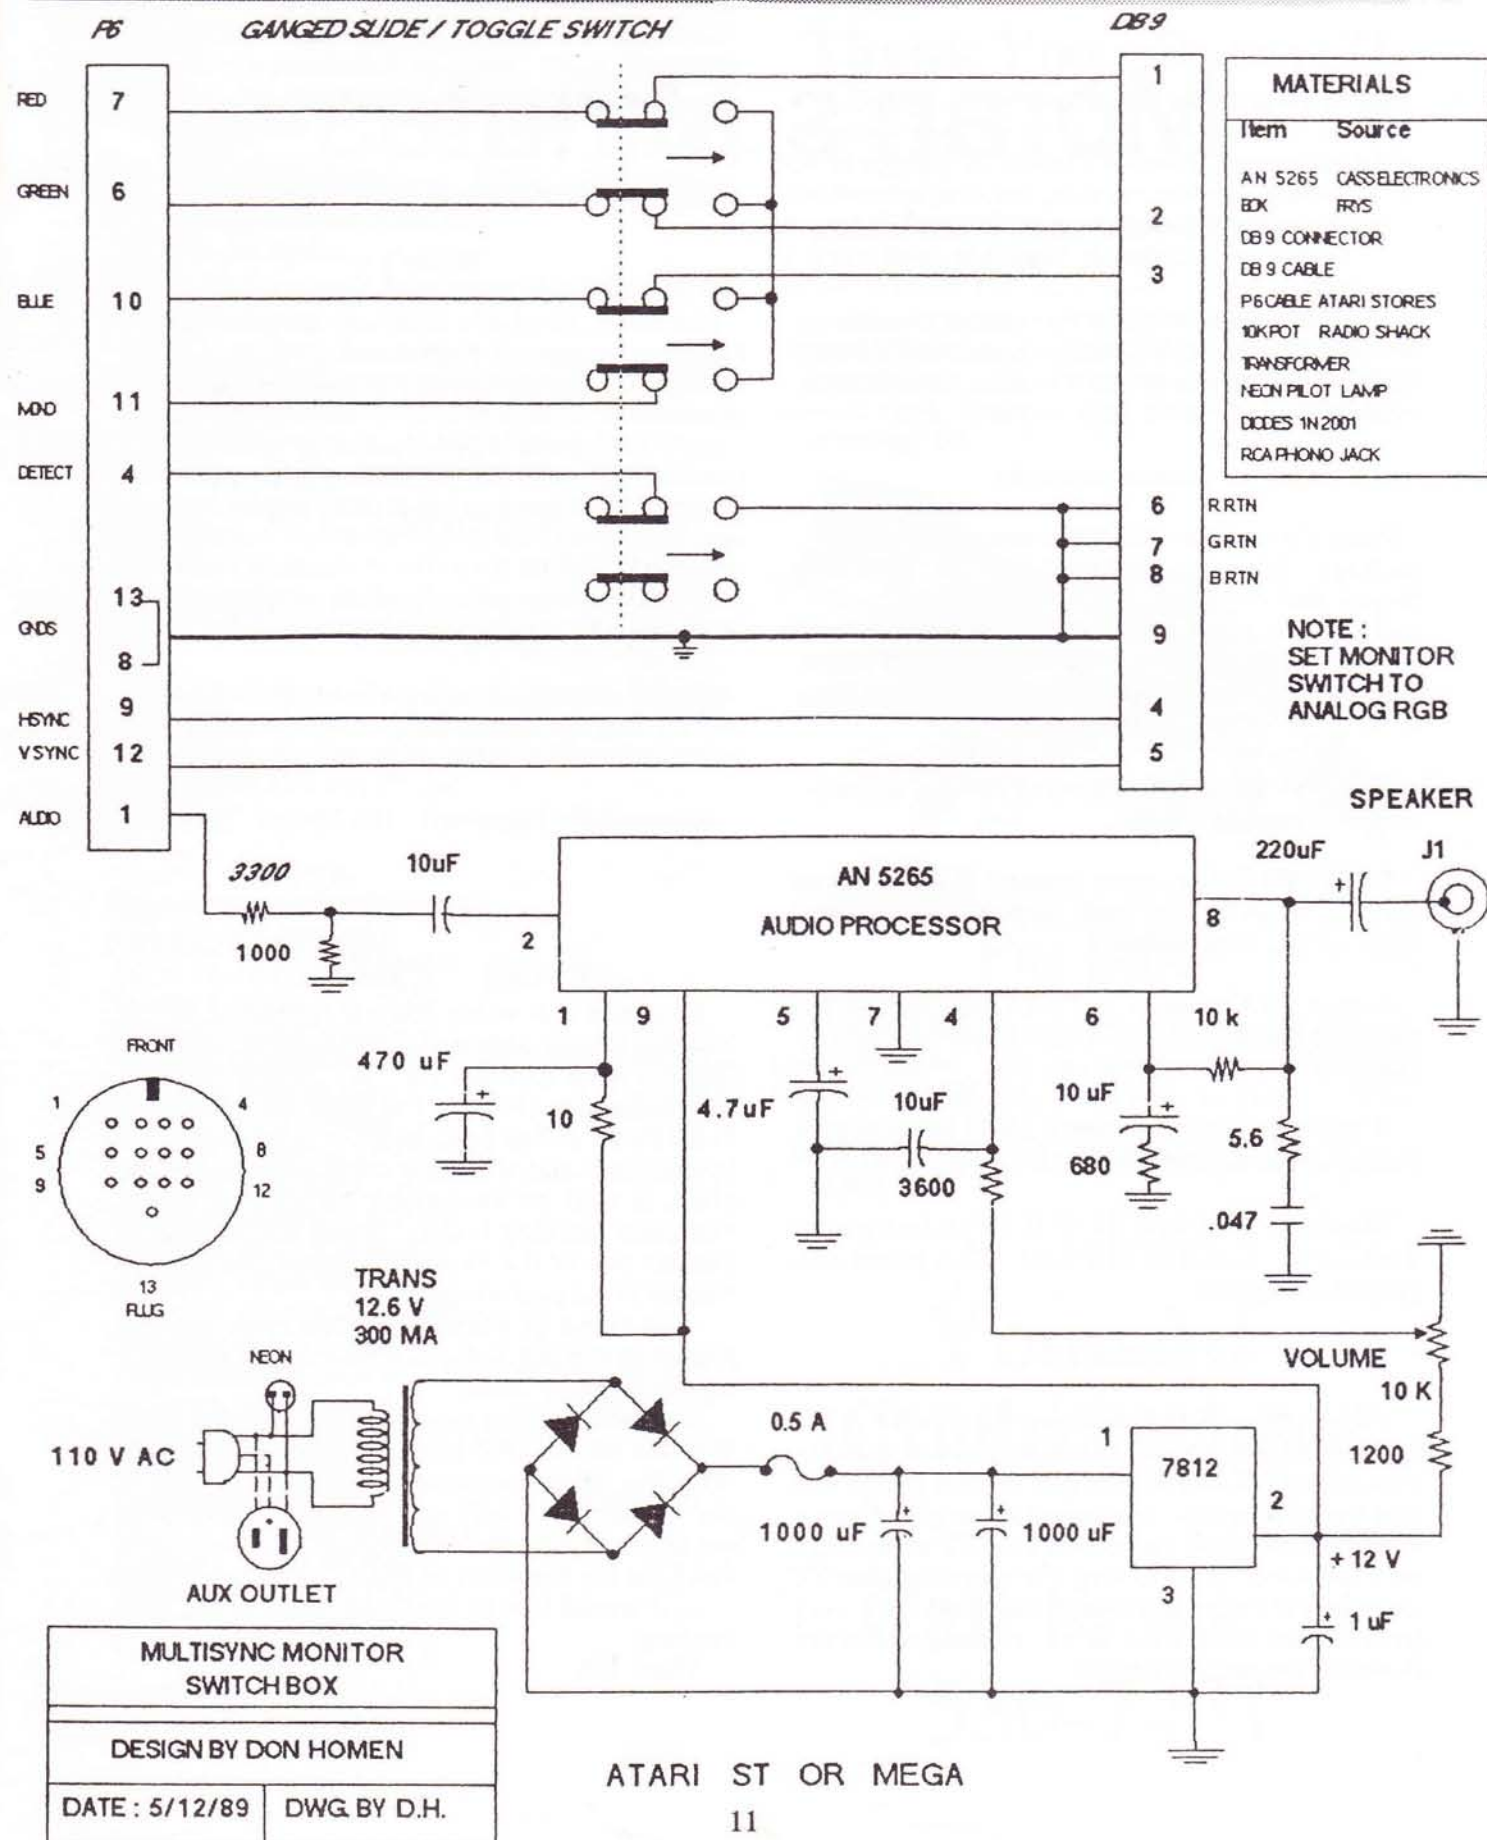 P6 GANGED SLIDE / TOGGLE SWITCH DB9
RED 7
GREEN 6
BLUE 10
MONO 11
DETECT 4
13
GNDS
8
HSYNC 9
V SYNC 12
AUDIO 1
1
2
3
6 R RTN
7 G RTN
8 B RTN
9
4
5
MATERIALS
Item Source
AN 5265 CASS ELECTRONICS
BOX FRYS
DB 9 CONNECTOR
DB 9 CABLE
P6 CABLE ATARI STORES
10K POT RADIO SHACK
TRANSFORMER
NEON PILOT LAMP
DIODES 1N2001
RCA PHONO JACK
NOTE :
SET MONITOR
SWITCH TO
ANALOG RGB
SPEAKER
3300
1000
10uF
2
AN 5265
AUDIO PROCESSOR
8
220uF
+
J1
1 9 5 7 4 6 10 k
470 uF
+
10
4.7uF
+
10uF
3600
10 uF
+
680
5.6
.047
FRONT
1 4
5 8
9 12
13
PLUG
TRANS
12.6 V
300 MA
NEON
110 V AC
AUX OUTLET
0.5 A
1000 uF
+
1000 uF
+
1
7812
2
3
VOLUME
10 K
1200
+ 12 V
+
1 uF
MULTISYNC MONITOR
SWITCH BOX
DESIGN BY DON HOMEN
DATE : 5/12/89 DWG. BY D.H.
ATARI ST OR MEGA
11